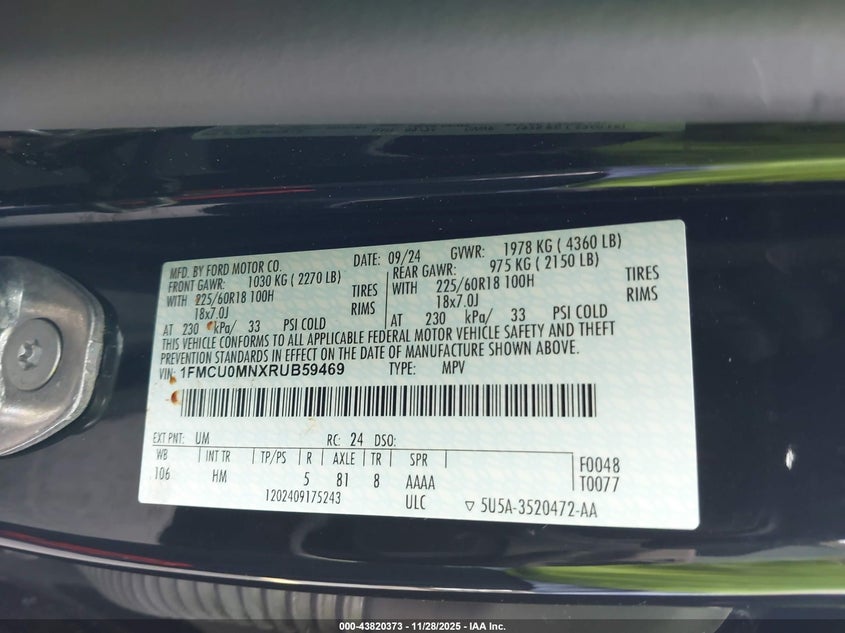 MFD. BY FORD MOTOR CO. DATE: 09/24 GVWR: 1978 KG ( 4360 LB)
FRONT GAWR: 1030 KG ( 2270 LB) REAR GAWR: 975 KG ( 2150 LB)
WITH 225/60R18 100H TIRES WITH 225/60R18 100H TIRES
18x7.0J RIMS 18x7.0J RIMS
AT 230 kPa/ 33 PSI COLD AT 230 kPa/ 33 PSI COLD
THIS VEHICLE CONFORMS TO ALL APPLICABLE FEDERAL MOTOR VEHICLE SAFETY AND THEFT
PREVENTION STANDARDS IN EFFECT ON THE DATE OF MANUFACTURE SHOWN ABOVE.
VIN: 1FMCU0MNXRUB59469 TYPE: MPV
EXT PNT: UM RC: 24 DSO:
WB INT TR TP/PS R AXLE TR SPR
106 HM 5 81 8 AAAA
F0048
T0077
1202409175243 ULC ▽ 5U5A-3520472-AA
000-43820373 - 11/28/2025 - IAA Inc.